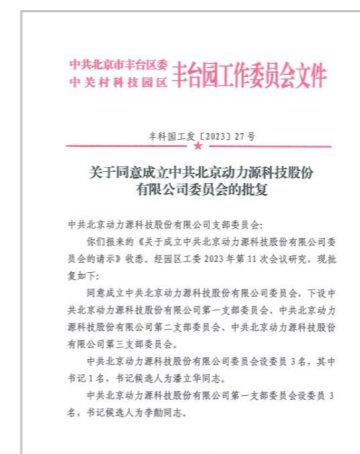 中共北京市丰台区委
中关村科技园区 丰台园工作委员会文件
丰科园工发〔2023〕27号
关于同意成立中共北京动力源科技股份
有限公司委员会的批复
中共北京动力源科技股份有限公司支部委员会:
你们报来的《关于成立中共北京动力源科技股份有限公司委
员会的请示》收悉。经园区工委 2023 年第 11 次会议研究,现批
复如下:
同意成立中共北京动力源科技股份有限公司委员会,下设中
共北京动力源科技股份有限公司第一支部委员会、中共北京动力
源科技股份有限公司第二支部委员会、中共北京动力源科技股份
有限公司第三支部委员会。
中共北京动力源科技股份有限公司委员会设委员 3 名,其中
书记 1 名,书记候选人为潘立华同志。
中共北京动力源科技股份有限公司第一支部委员会设委员 3
名,书记候选人为李勣同志。